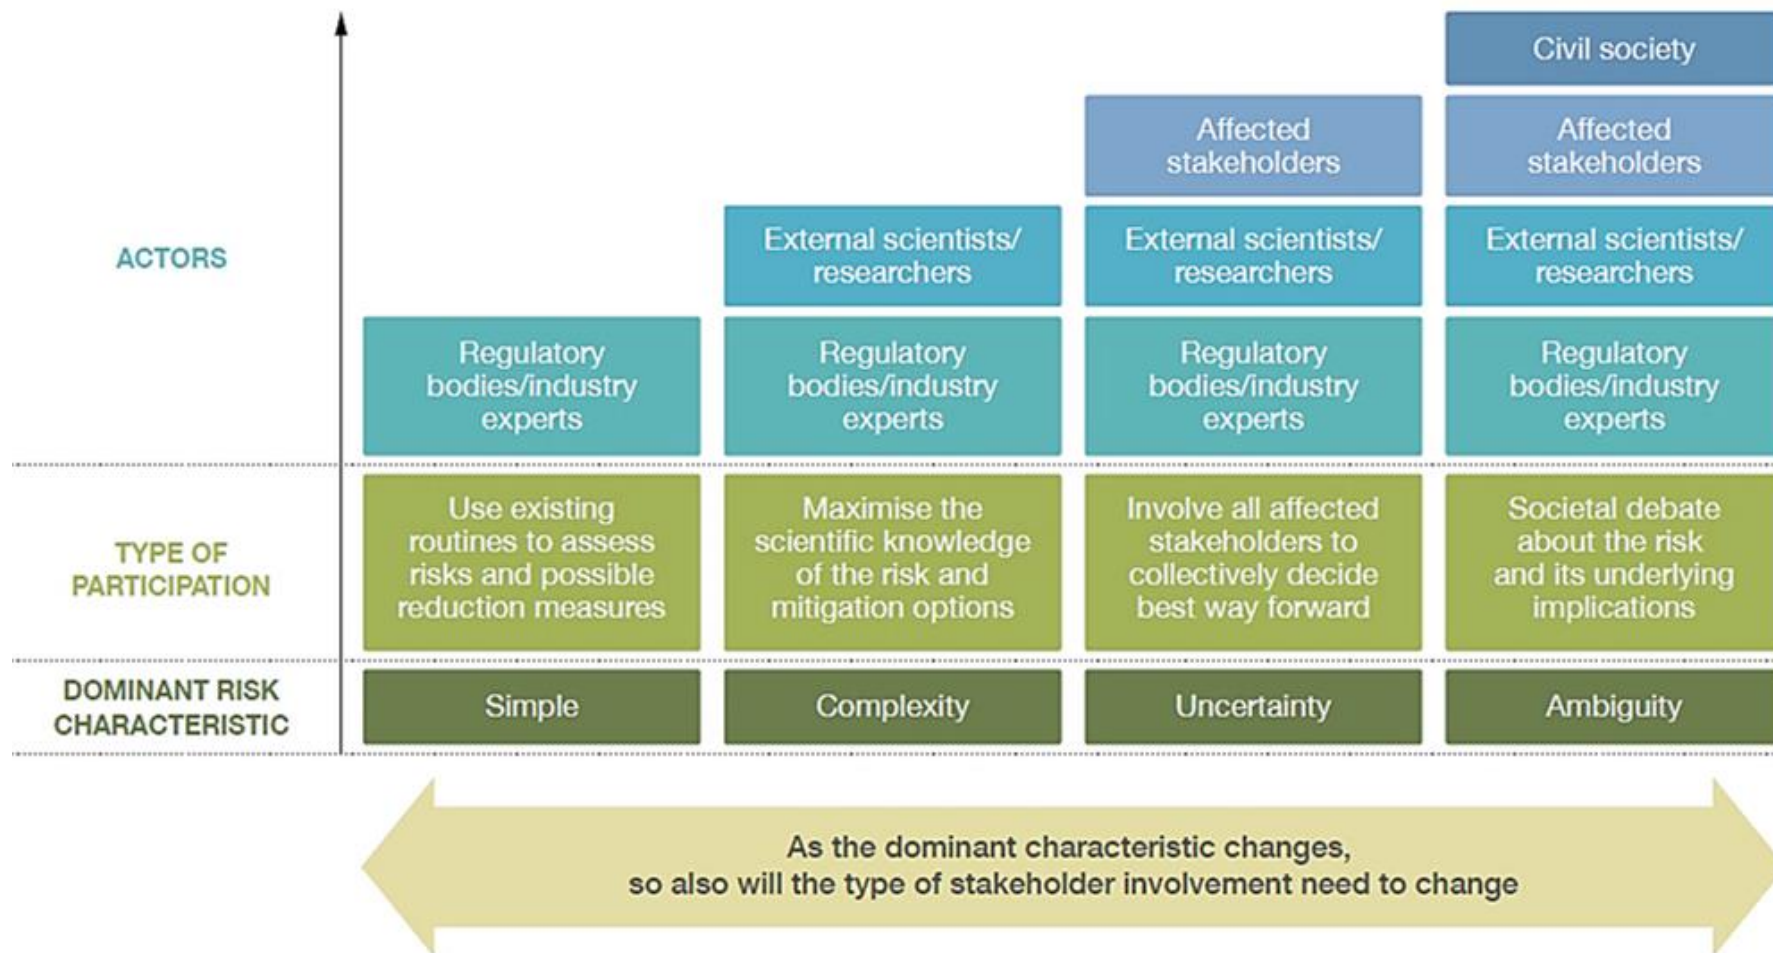 Civil society
Affected
stakeholders
Affected
stakeholders
ACTORS
External scientists/
researchers
External scientists/
researchers
External scientists/
researchers
Regulatory
bodies/industry
experts
Regulatory
bodies/industry
experts
Regulatory
bodies/industry
experts
Regulatory
bodies/industry
experts
TYPE OF
PARTICIPATION
Use existing
routines to assess
risks and possible
reduction measures
Maximise the
scientific knowledge
of the risk and
mitigation options
Involve all affected
stakeholders to
collectively decide
best way forward
Societal debate
about the risk
and its underlying
implications
DOMINANT RISK
CHARACTERISTIC
Simple
Complexity
Uncertainty
Ambiguity
As the dominant characteristic changes,
so also will the type of stakeholder involvement need to change